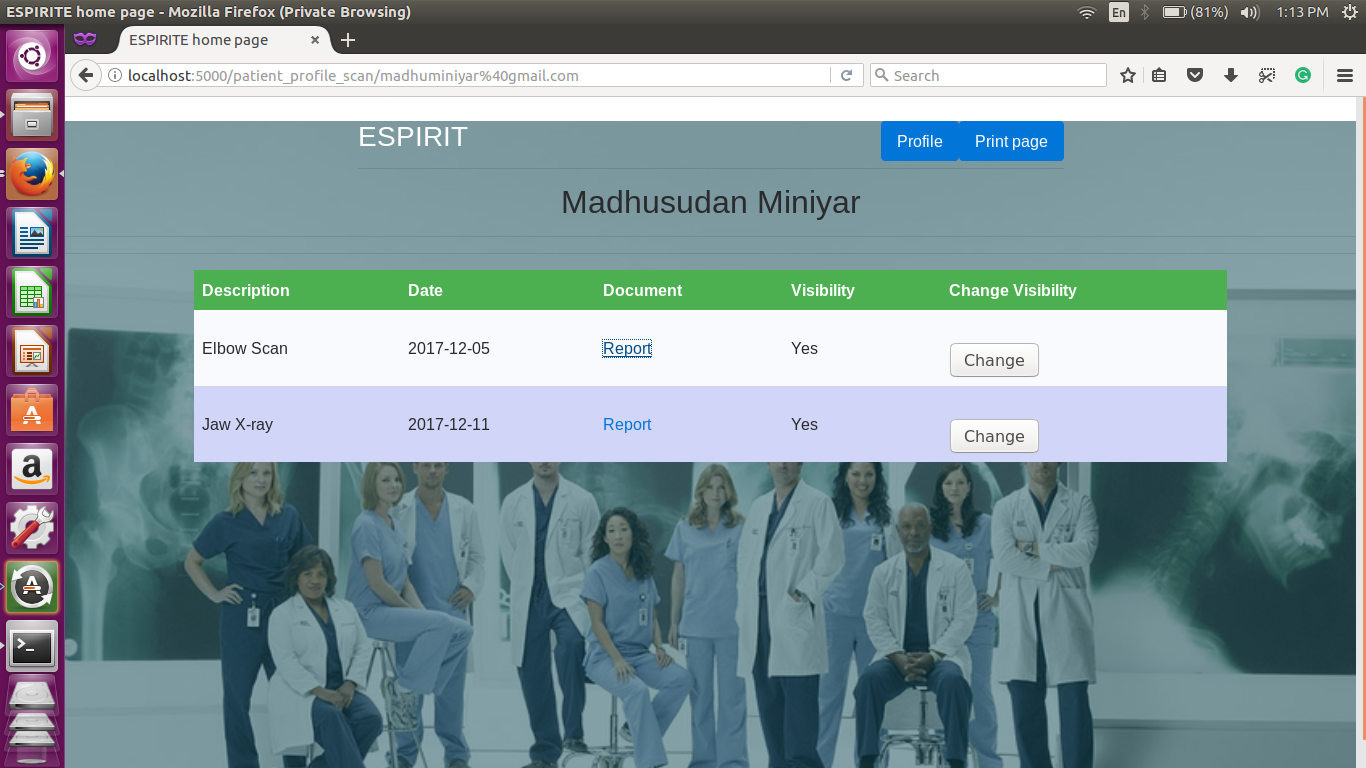 ESPIRITE home page - Mozilla Firefox (Private Browsing)
En
(81%)
1:13 PM
ESPIRITE home page
localhost:5000/patient_profile_scan/madhuminiyar%40gmail.com
Search
ESPIRIT
Profile
Print page
Madhusudan Miniyar
Description Date Document Visibility Change Visibility
Elbow Scan 2017-12-05 Report Yes Change
Jaw X-ray 2017-12-11 Report Yes Change